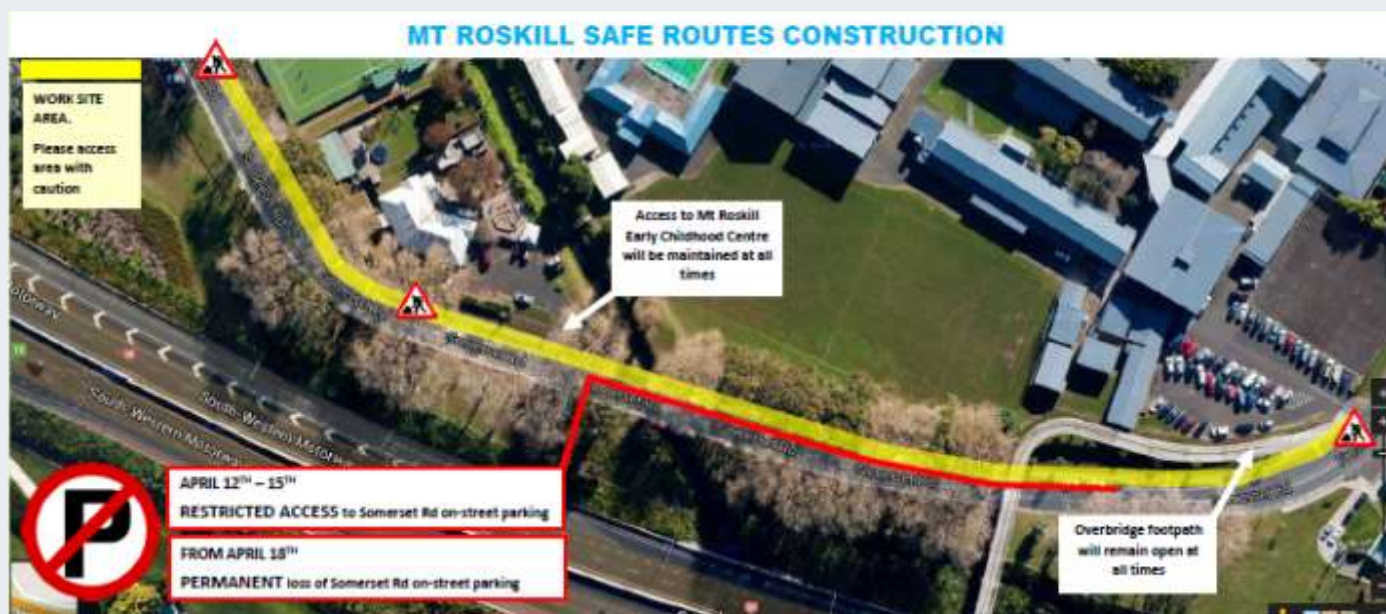 MT ROSKILL SAFE ROUTES CONSTRUCTION
WORK SITE
AREA.
Please access
area with
caution
Access to Mt Roskill
Early Childhood Centre
will be maintained at all
times
South-Western Motorway
South-Western Motorway
P
APRIL 12TH – 15TH
RESTRICTED ACCESS to Somerset Rd on-street parking
FROM APRIL 18TH
PERMANENT loss of Somerset Rd on-street parking
Overbridge footpath
will remain open at
all times